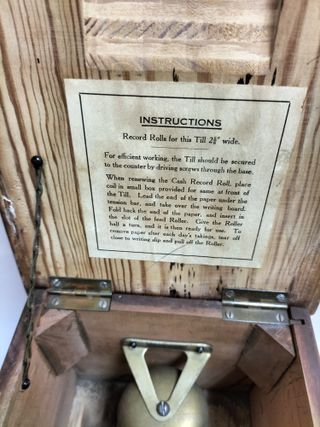 INSTRUCTIONS
Record Rolls for this Till wide.
For efficient working, the Till should be secured
to the counter by driving screws through the base.
When renewing the Cash Record Roll, place
coil in small box provided for same at front of
the Till. Lead the end of the paper under the
tension bar, and take over the writing board.
Fold back the end of the paper, and insert in
the slot of the feed Roller. Give the Roller
half a turn, and it is then ready for use. To
remove paper after each day's takings, tear off
close to writing slip and pull off the Roller.